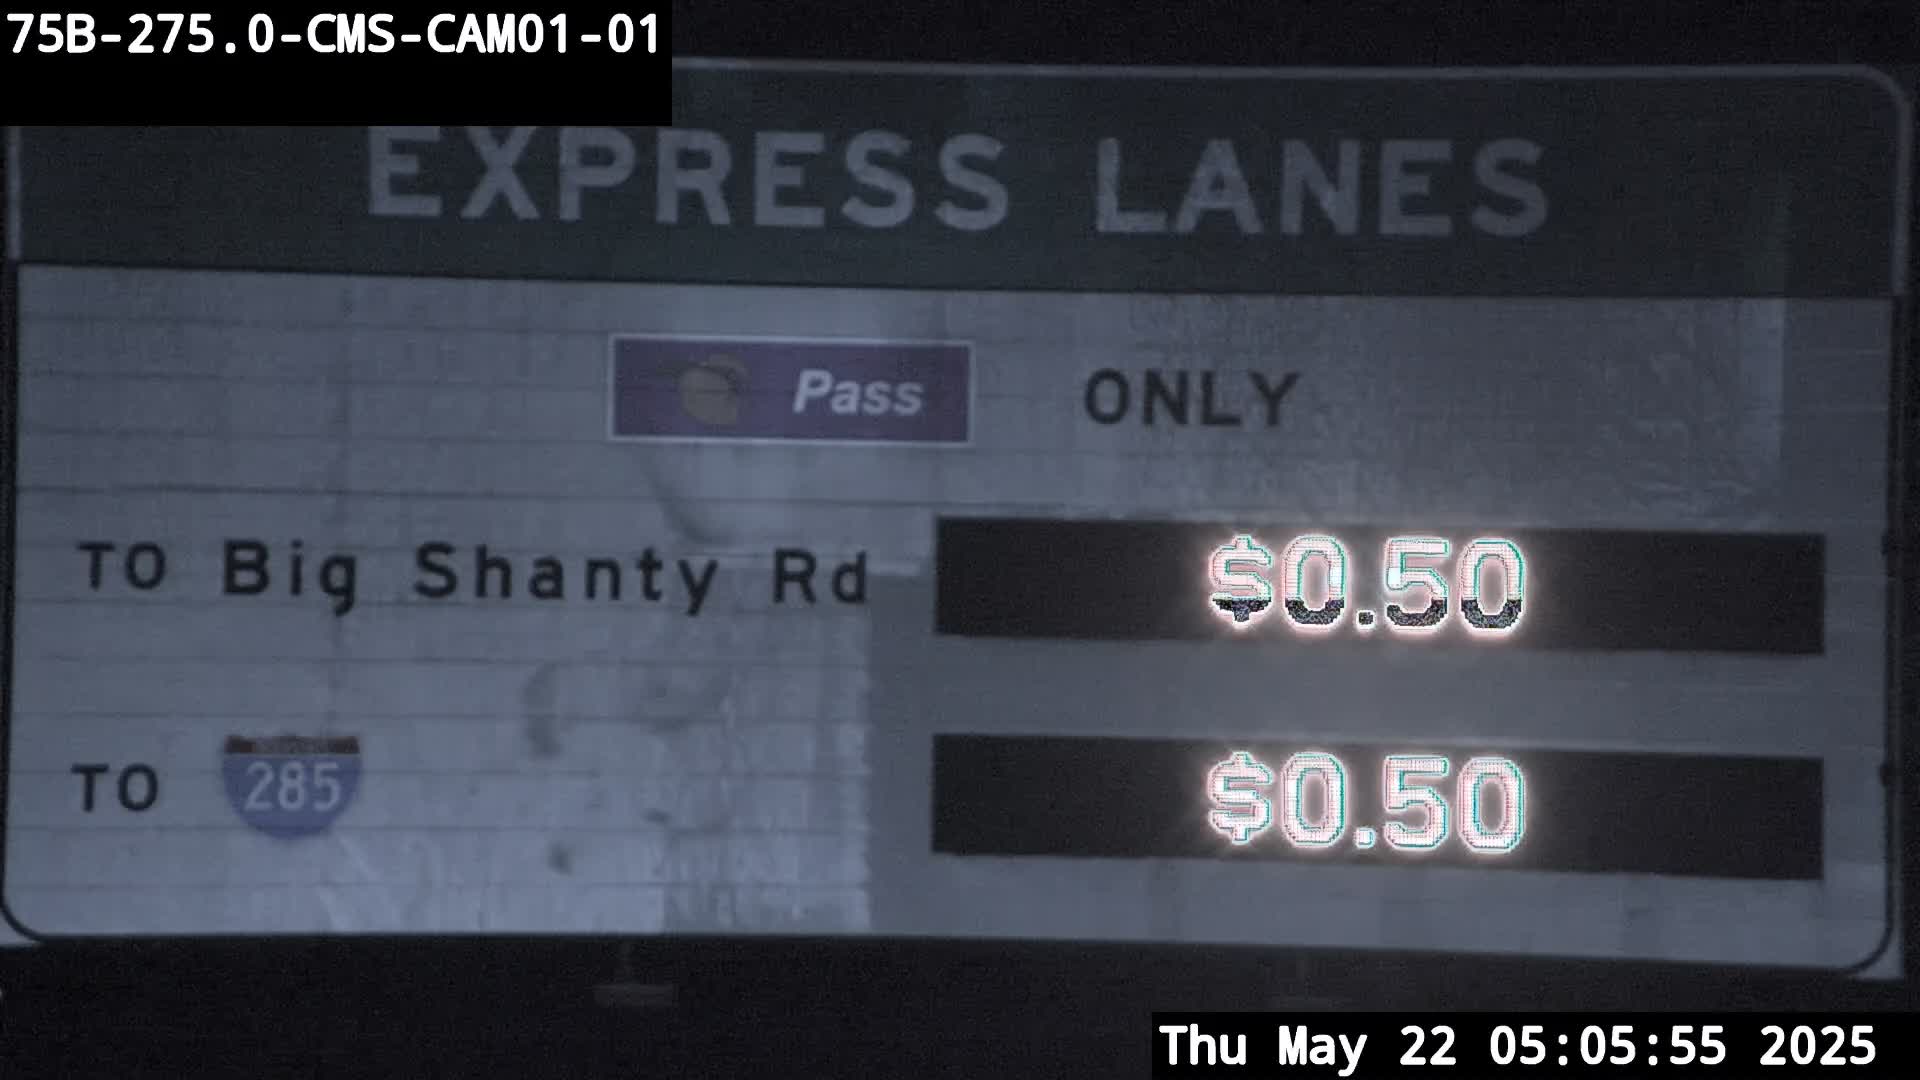 75B-275.0-CMS-CAM01-01
EXPRESS LANES
Pass ONLY
TO Big Shanty Rd $0.50
TO 285 $0.50
Thu May 22 05:05:55 2025